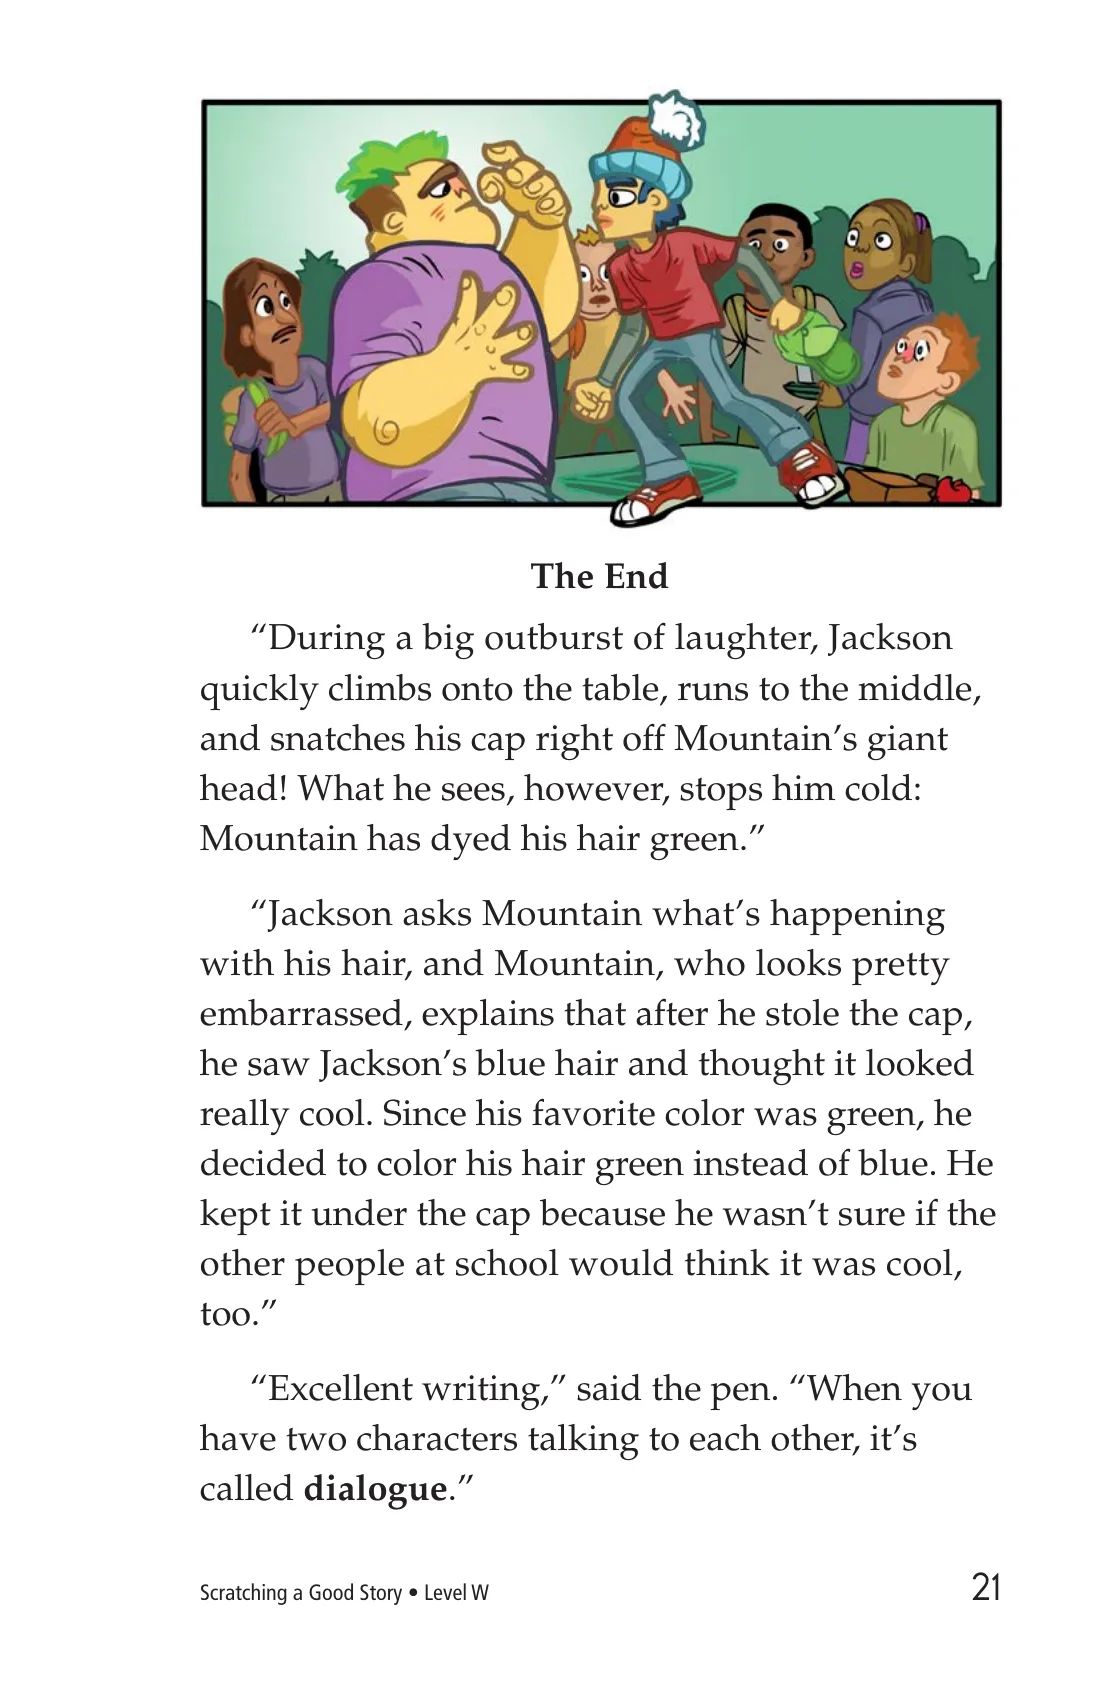 The End
“During a big outburst of laughter, Jackson
quickly climbs onto the table, runs to the middle,
and snatches his cap right off Mountain’s giant
head! What he sees, however, stops him cold:
Mountain has dyed his hair green.”
“Jackson asks Mountain what’s happening
with his hair, and Mountain, who looks pretty
embarrassed, explains that after he stole the cap,
he saw Jackson’s blue hair and thought it looked
really cool. Since his favorite color was green, he
decided to color his hair green instead of blue. He
kept it under the cap because he wasn’t sure if the
other people at school would think it was cool,
too.”
“Excellent writing,” said the pen. “When you
have two characters talking to each other, it’s
called dialogue.”
Scratching a Good Story • Level W
21